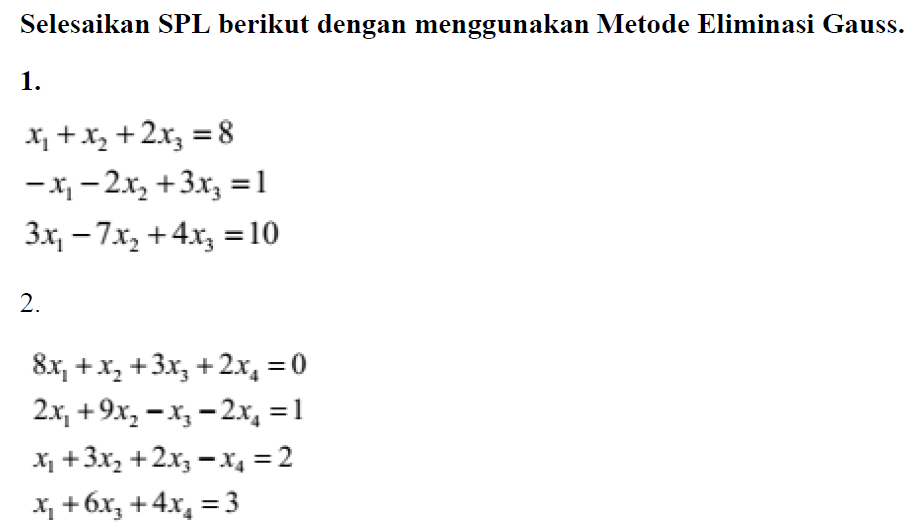 Selesaikan SPL berikut dengan menggunakan Metode Eliminasi Gauss.
1.
x₁ + x₂ + 2x₃ = 8
− x₁ − 2x₂ + 3x₃ = 1
3x₁ − 7x₂ + 4x₃ = 10
2.
8x₁ + x₂ + 3x₃ + 2x₄ = 0
2x₁ + 9x₂ − x₃ − 2x₄ = 1
x₁ + 3x₂ + 2x₃ − x₄ = 2
x₁ + 6x₃ + 4x₄ = 3